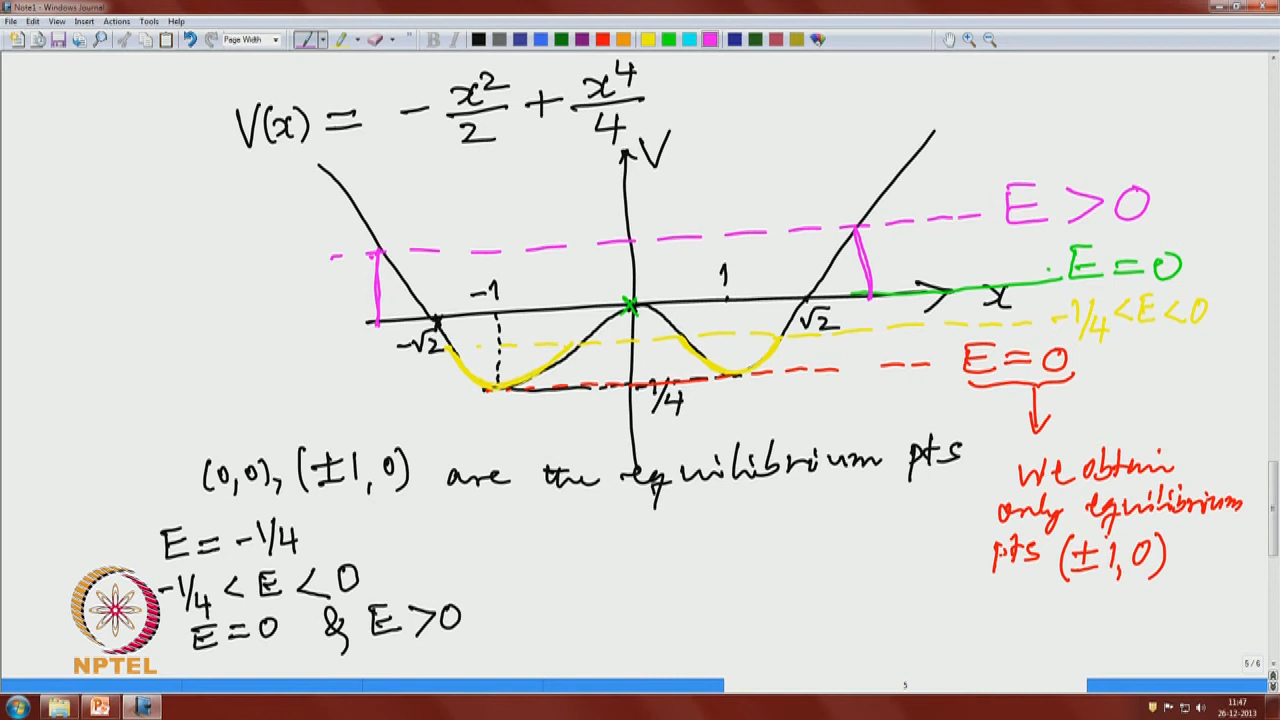 Note1 - Windows Journal
File Edit View Insert Actions Tools Help
Page Width
V(x) = - x²/2 + x⁴/4
V
E > 0
-1
1
E = 0
x
-√2
√2
-1/4 < E < 0
E = 0
-1/4
(0,0), (±1,0) are the equilibrium pts
We obtain
only equilibrium
pts (±1,0)
E = -1/4
-1/4 < E < 0
E = 0 & E > 0
NPTEL
5/6
5
11:47
26-12-2013